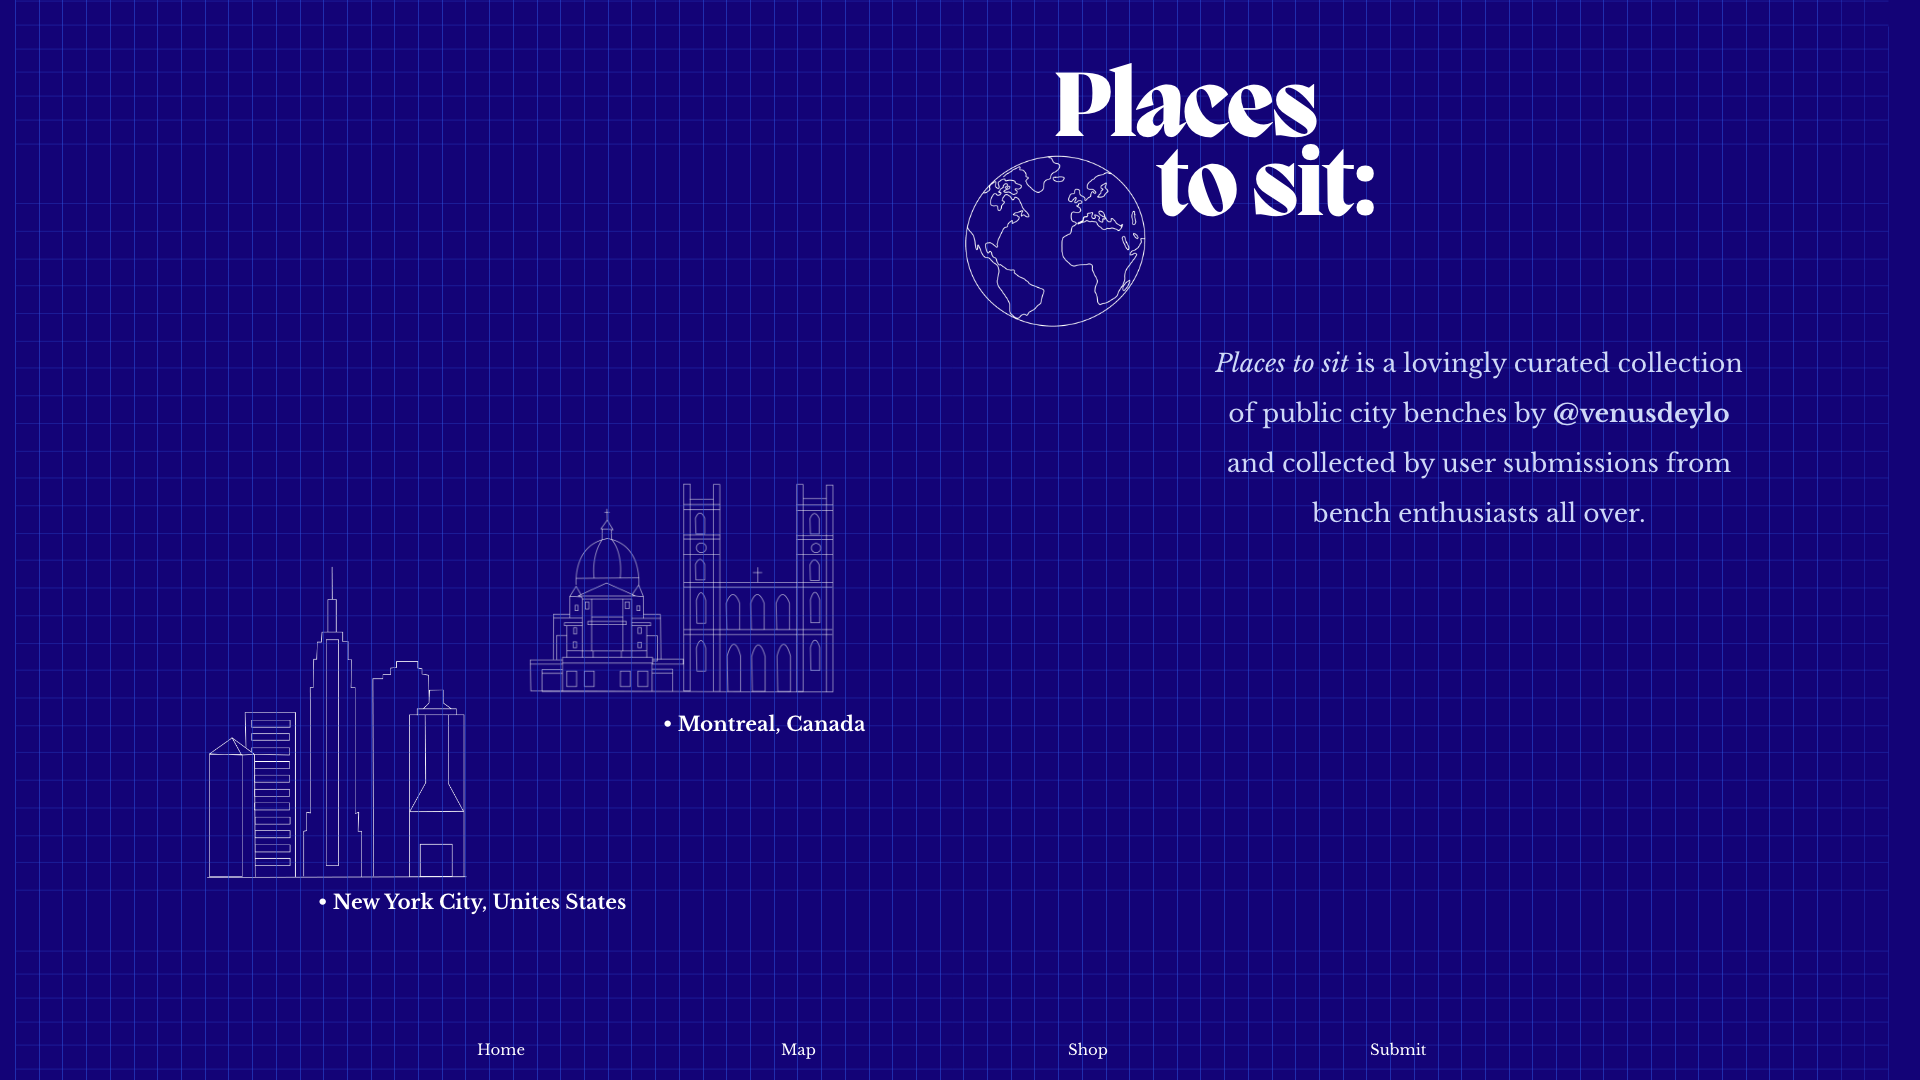 Places
to sit:
Places to sit is a lovingly curated collection
of public city benches by @venusdeylo
and collected by user submissions from
bench enthusiasts all over.
• Montreal, Canada
• New York City, Unites States
Home
Map
Shop
Submit